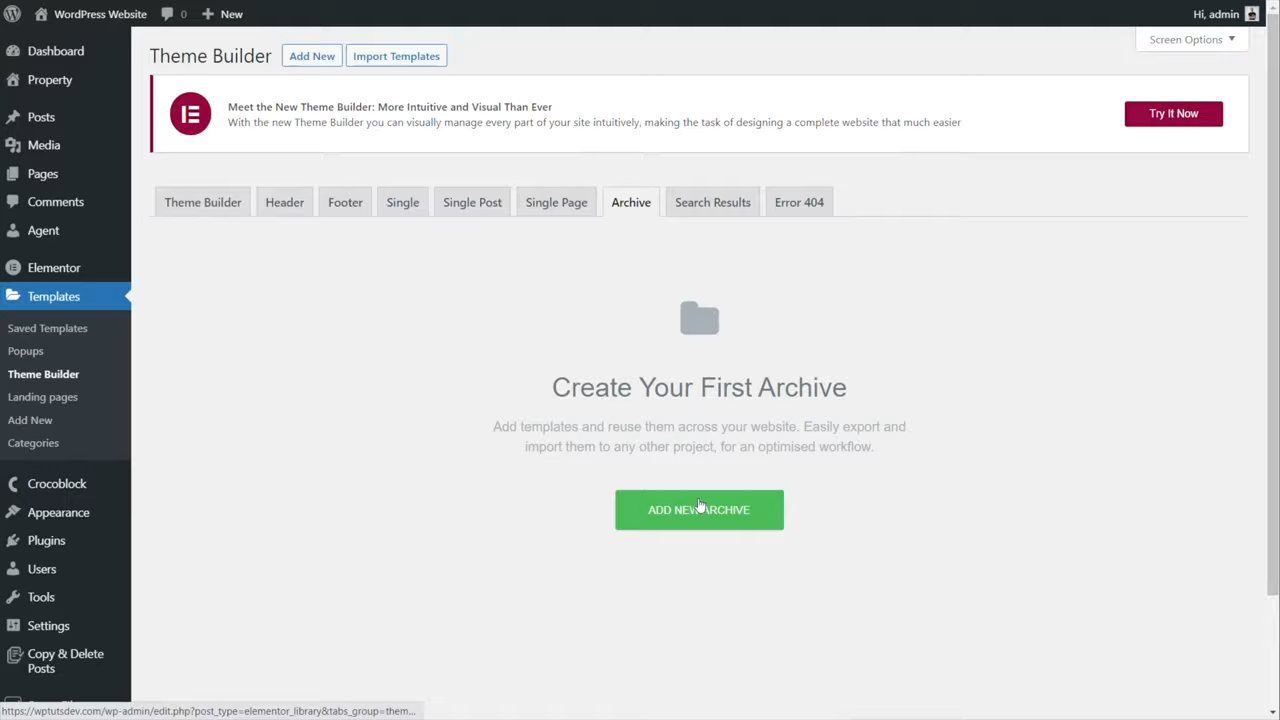 WordPress Website
0
New
Hi, admin
Dashboard
Property
Posts
Media
Pages
Comments
Agent
Elementor
Templates
Saved Templates
Popups
Theme Builder
Landing pages
Add New
Categories
Crocoblock
Appearance
Plugins
Users
Tools
Settings
Copy & Delete
Posts
Theme Builder
Add New
Import Templates
Screen Options
Meet the New Theme Builder: More Intuitive and Visual Than Ever
With the new Theme Builder you can visually manage every part of your site intuitively, making the task of designing a complete website that much easier
Try It Now
Theme Builder
Header
Footer
Single
Single Post
Single Page
Archive
Search Results
Error 404
Create Your First Archive
Add templates and reuse them across your website. Easily export and
import them to any other project, for an optimised workflow.
ADD NEW ARCHIVE
https://wptutsdev.com/wp-admin/edit.php?post_type=elementor_library&tabs_group=them...